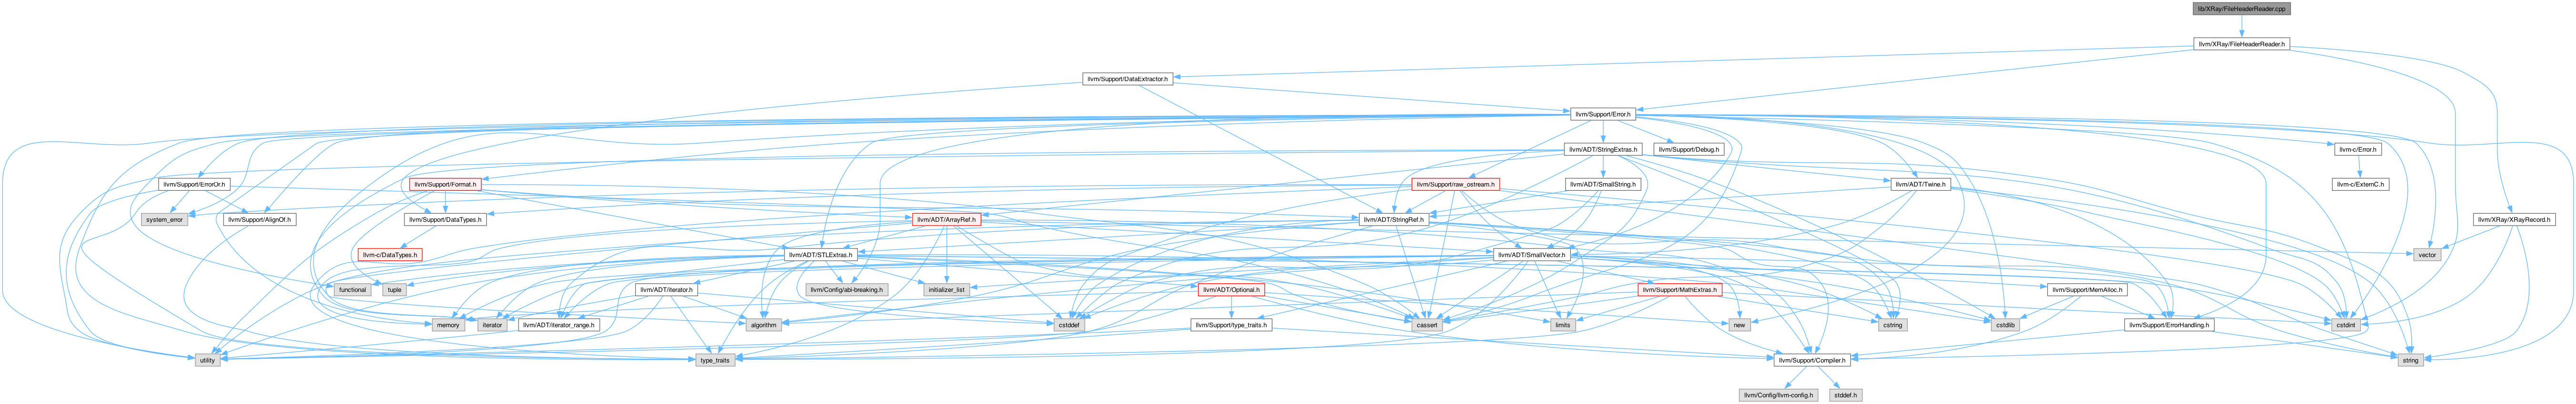 lib/XRay/FileHeaderReader.cpp
llvm/XRay/FileHeaderReader.h
llvm/Support/DataExtractor.h
llvm/Support/Error.h
llvm/ADT/StringExtras.h
llvm/Support/Debug.h
llvm-c/Error.h
llvm/Support/ErrorOr.h
llvm/Support/Format.h
llvm/Support/raw_ostream.h
llvm/ADT/SmallString.h
llvm/ADT/Twine.h
llvm-c/ExternC.h
system_error
llvm/Support/AlignOf.h
llvm/Support/DataTypes.h
llvm/ADT/ArrayRef.h
llvm/ADT/StringRef.h
llvm/XRay/XRayRecord.h
llvm-c/DataTypes.h
llvm/ADT/STLExtras.h
llvm/ADT/SmallVector.h
vector
functional
tuple
llvm/ADT/iterator.h
llvm/Config/abi-breaking.h
initializer_list
llvm/ADT/Optional.h
llvm/Support/MathExtras.h
llvm/Support/MemAlloc.h
memory
iterator
llvm/ADT/iterator_range.h
algorithm
cstddef
llvm/Support/type_traits.h
cassert
limits
new
cstring
cstdlib
llvm/Support/ErrorHandling.h
cstdint
utility
type_traits
llvm/Support/Compiler.h
string
llvm/Config/llvm-config.h
stddef.h